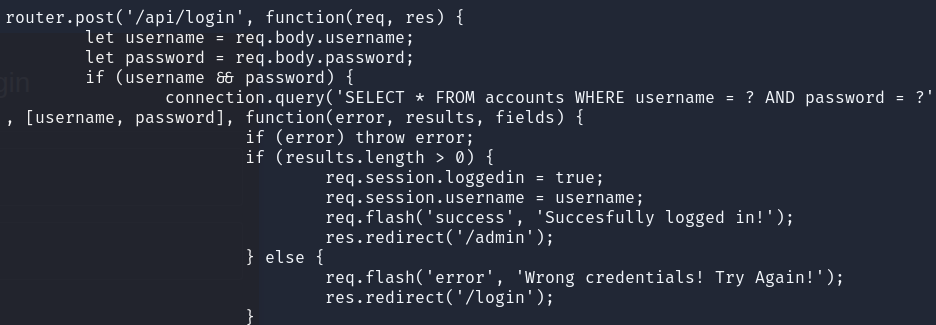 router.post('/api/login', function(req, res) {
let username = req.body.username;
let password = req.body.password;
if (username && password) {
connection.query('SELECT * FROM accounts WHERE username = ? AND password = ?'
, [username, password], function(error, results, fields) {
if (error) throw error;
if (results.length > 0) {
req.session.loggedin = true;
req.session.username = username;
req.flash('success', 'Succesfully logged in!');
res.redirect('/admin');
} else {
req.flash('error', 'Wrong credentials! Try Again!');
res.redirect('/login');
}